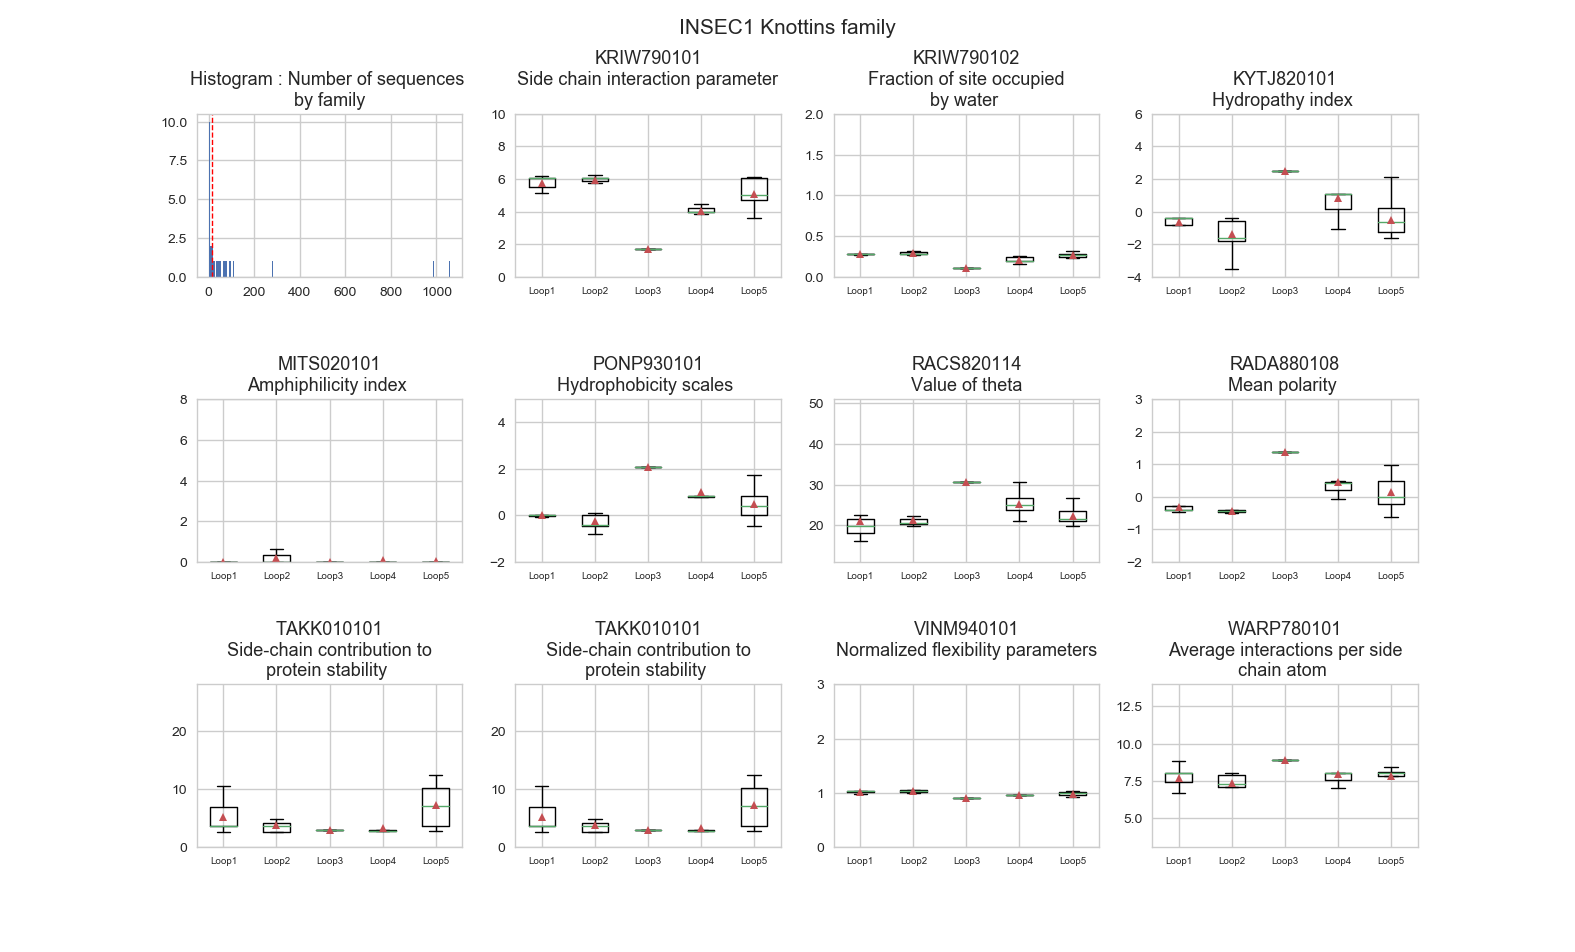 INSEC1 Knottins family
Histogram : Number of sequences
by family
10.0
7.5
5.0
2.5
0.0
0 200 400 600 800 1000
KRIW790101
Side chain interaction parameter
10
8
6
4
2
0
Loop1 Loop2 Loop3 Loop4 Loop5
KRIW790102
Fraction of site occupied
by water
2.0
1.5
1.0
0.5
0.0
Loop1 Loop2 Loop3 Loop4 Loop5
KYTJ820101
Hydropathy index
6
4
2
0
−2
−4
Loop1 Loop2 Loop3 Loop4 Loop5
MITS020101
Amphiphilicity index
8
6
4
2
0
Loop1 Loop2 Loop3 Loop4 Loop5
PONP930101
Hydrophobicity scales
4
2
0
−2
Loop1 Loop2 Loop3 Loop4 Loop5
RACS820114
Value of theta
50
40
30
20
Loop1 Loop2 Loop3 Loop4 Loop5
RADA880108
Mean polarity
3
2
1
0
−1
−2
Loop1 Loop2 Loop3 Loop4 Loop5
TAKK010101
Side-chain contribution to
protein stability
20
10
0
Loop1 Loop2 Loop3 Loop4 Loop5
TAKK010101
Side-chain contribution to
protein stability
20
10
0
Loop1 Loop2 Loop3 Loop4 Loop5
VINM940101
Normalized flexibility parameters
3
2
1
0
Loop1 Loop2 Loop3 Loop4 Loop5
WARP780101
Average interactions per side
chain atom
12.5
10.0
7.5
5.0
Loop1 Loop2 Loop3 Loop4 Loop5